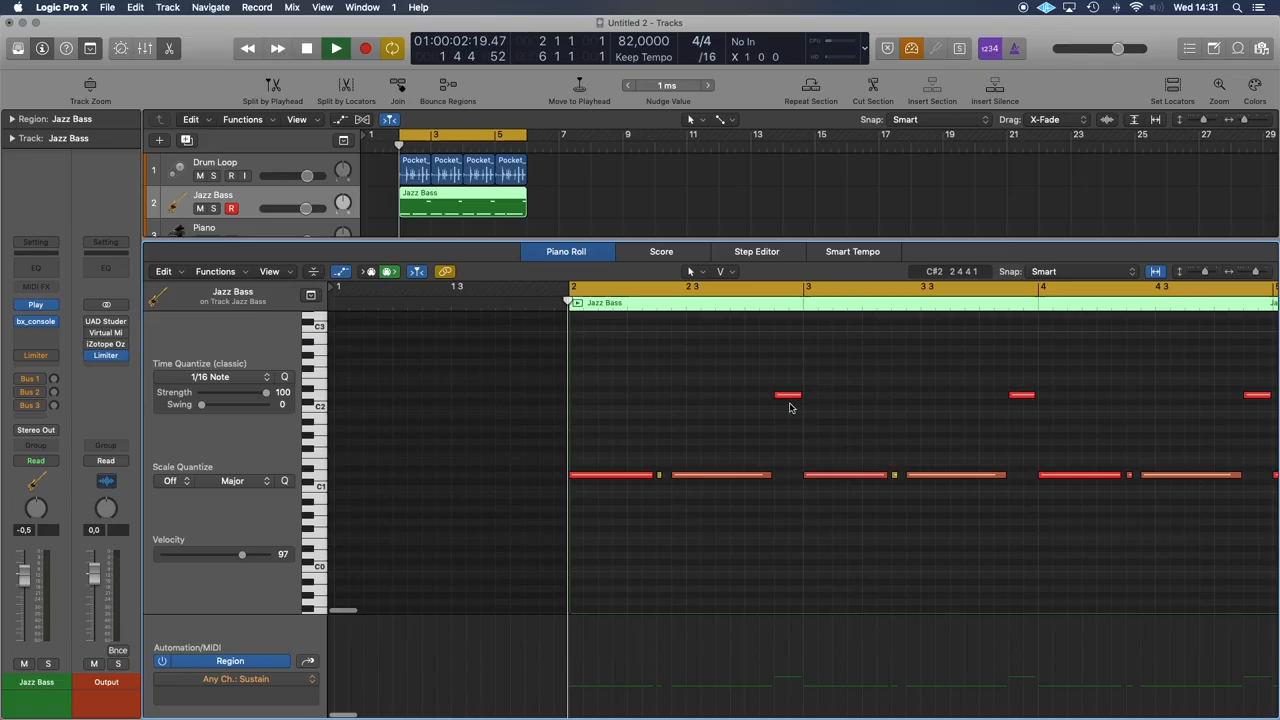 Logic Pro X File Edit Track Navigate Record Mix View Window 1 Help Wed 14:31
Untitled 2 - Tracks
01:00:02:19.47 2 1 1 1 82,0000 4/4 No In CPU
1 4 4 52 6 1 1 1 Keep Tempo /16 X 1 0 0 HD
1234
Track Zoom Split by Playhead Split by Locators Join Bounce Regions Move to Playhead 1 ms Nudge Value Repeat Section Cut Section Insert Section Insert Silence Set Locators Zoom Colors
Region: Jazz Bass
Edit Functions View Snap: Smart Drag: X-Fade
Track: Jazz Bass
1 3 5 7 9 11 13 15 17 19 21 23 25 27 29
1 Drum Loop
M S R I
Pocket_ Pocket_ Pocket_ Pocket_
2 Jazz Bass
M S R
Jazz Bass
3 Piano
Setting Setting
EQ EQ
MIDI FX
Play
bx_console UAD Studer
Virtual Mi
iZotope Oz
Limiter Limiter
Bus 1
Bus 2
Bus 3
Stereo Out
Group Group
Read Read
-0,5 0,0
Bnce
M S M S
Jazz Bass Output
Piano Roll Score Step Editor Smart Tempo
Edit Functions View V C#2 2 4 4 1 Snap: Smart
Jazz Bass
on Track Jazz Bass
1 1 3 2 2 3 3 3 3 4 4 3
Jazz Bass
Time Quantize (classic)
1/16 Note Q
Strength 100
Swing 0
Scale Quantize
Off Major Q
Velocity
97
C3
C2
C1
C0
Automation/MIDI
Region
Any Ch.: Sustain